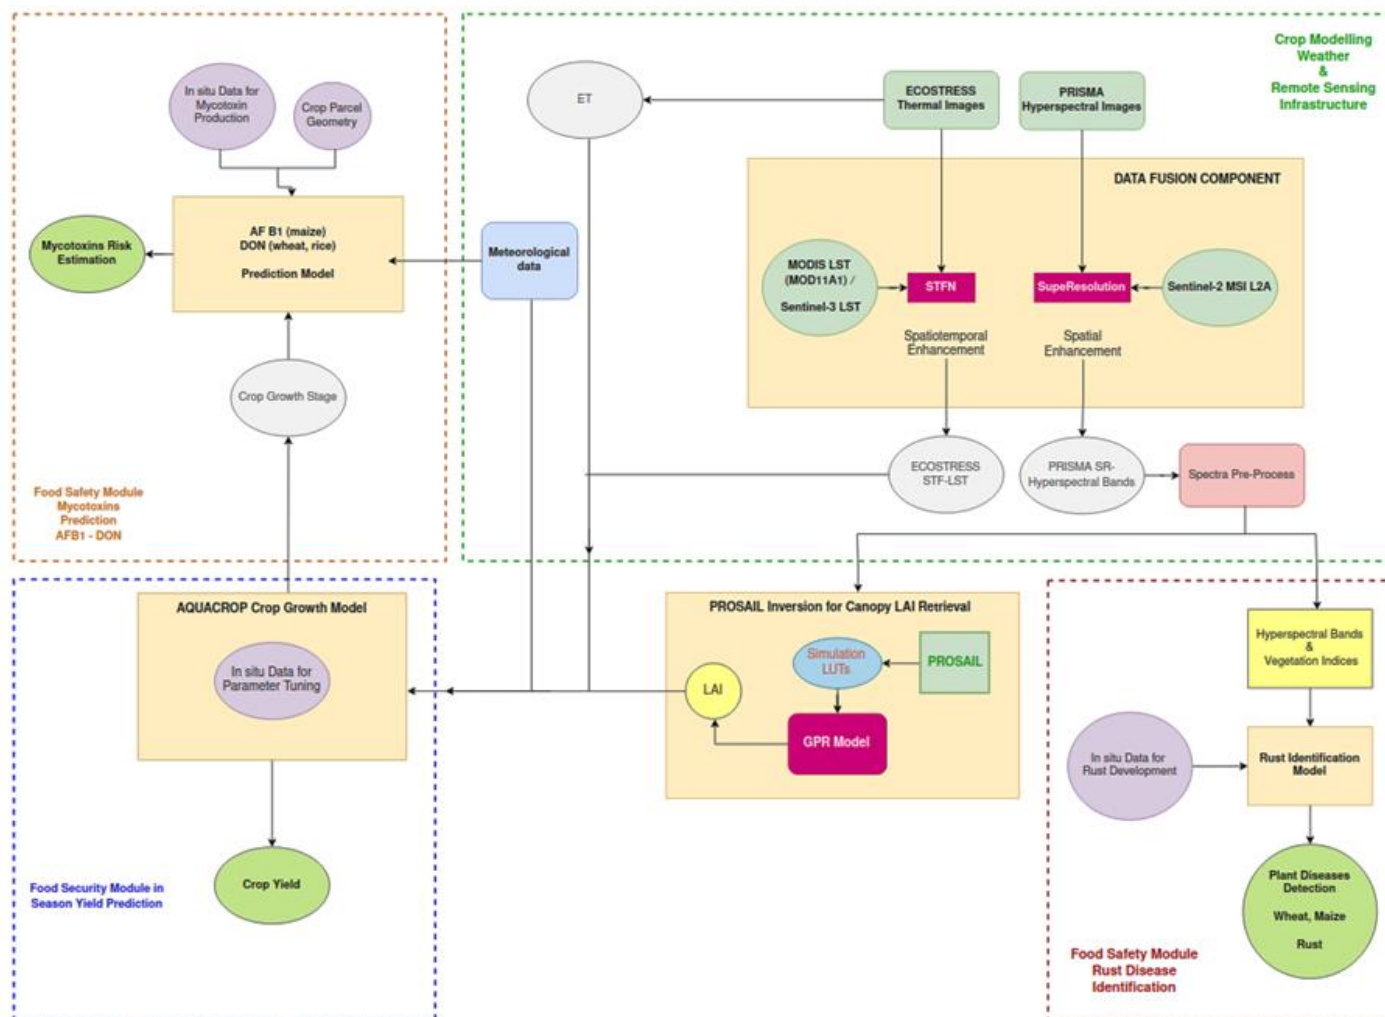 Crop Modelling
Weather
&
Remote Sensing
Infrastructure
In situ Data for
Mycotoxin
Production
Crop Parcel
Geometry
ET
ECOSTRESS
Thermal Images
PRISMA
Hyperspectral Images
DATA FUSION COMPONENT
AF B1 (maize)
DON (wheat, rice)
Prediction Model
Mycotoxins Risk
Estimation
Meteorological
data
MODIS LST
(MOD11A1) /
Sentinel-3 LST
STFN
SupeResolution
Sentinel-2 MSI L2A
Spatiotemporal
Enhancement
Spatial
Enhancement
Crop Growth Stage
ECOSTRESS
STF-LST
PRISMA SR-
Hyperspectral Bands
Spectra Pre-Process
Food Safety Module
Mycotoxins
Prediction
AFB1 - DON
AQUACROP Crop Growth Model
In situ Data for
Parameter Tuning
PROSAIL Inversion for Canopy LAI Retrieval
Simulation
LUTs
PROSAIL
LAI
GPR Model
Hyperspectral Bands
&
Vegetation Indices
In situ Data for
Rust Development
Rust Identification
Model
Crop Yield
Food Security Module in
Season Yield Prediction
Plant Diseases
Detection
Wheat, Maize
Rust
Food Safety Module
Rust Disease
Identification